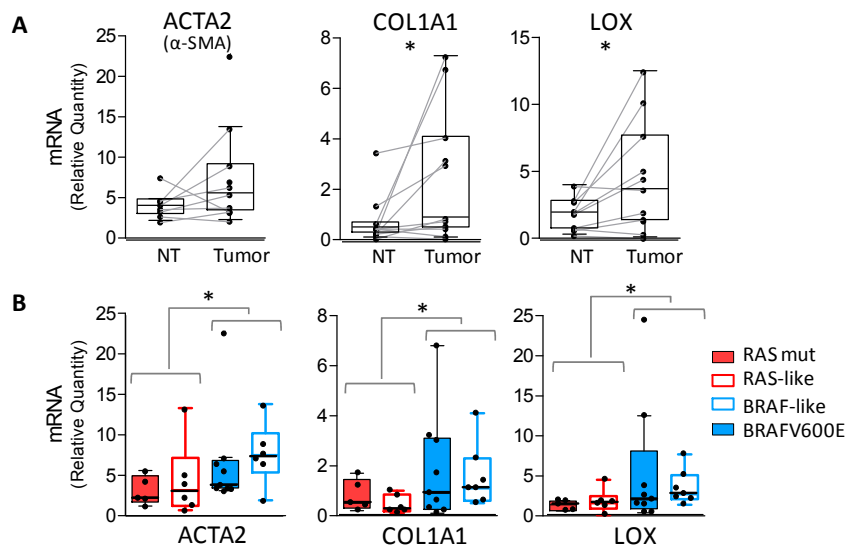 A
ACTA2
(α-SMA)
COL1A1
LOX
mRNA
(Relative Quantity)
25
20
15
10
5
0
*
8
6
4
2
0
*
15
10
5
0
NT Tumor
NT Tumor
NT Tumor
B
mRNA
(Relative Quantity)
25
20
15
10
5
0
*
8
6
4
2
0
*
25
20
15
10
5
0
*
RAS mut
RAS-like
BRAF-like
BRAFV600E
ACTA2
COL1A1
LOX